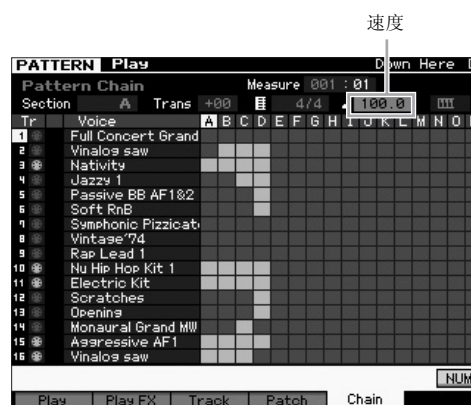 速度
PATTERN Play Down Here
Pattern Chain Measure 001 : 01
Section A Trans +00 4/4 100.0
Tr Voice A B C D E F G H I J K L M N O
1 Full Concert Grand
2 Vinalog saw
3 Nativity
4 Jazzy 1
5 Passive BB AF1&2
6 Soft RnB
7 Symphonic Pizzicato
8 Vintage'74
9 Rap Lead 1
10 Nu Hip Hop Kit 1
11 Electric Kit
12 Scratches
13 Opening
14 Monaural Grand MW
15 Aggressive AF1
16 Vinalog saw
NUM
Play Play FX Track Patch Chain